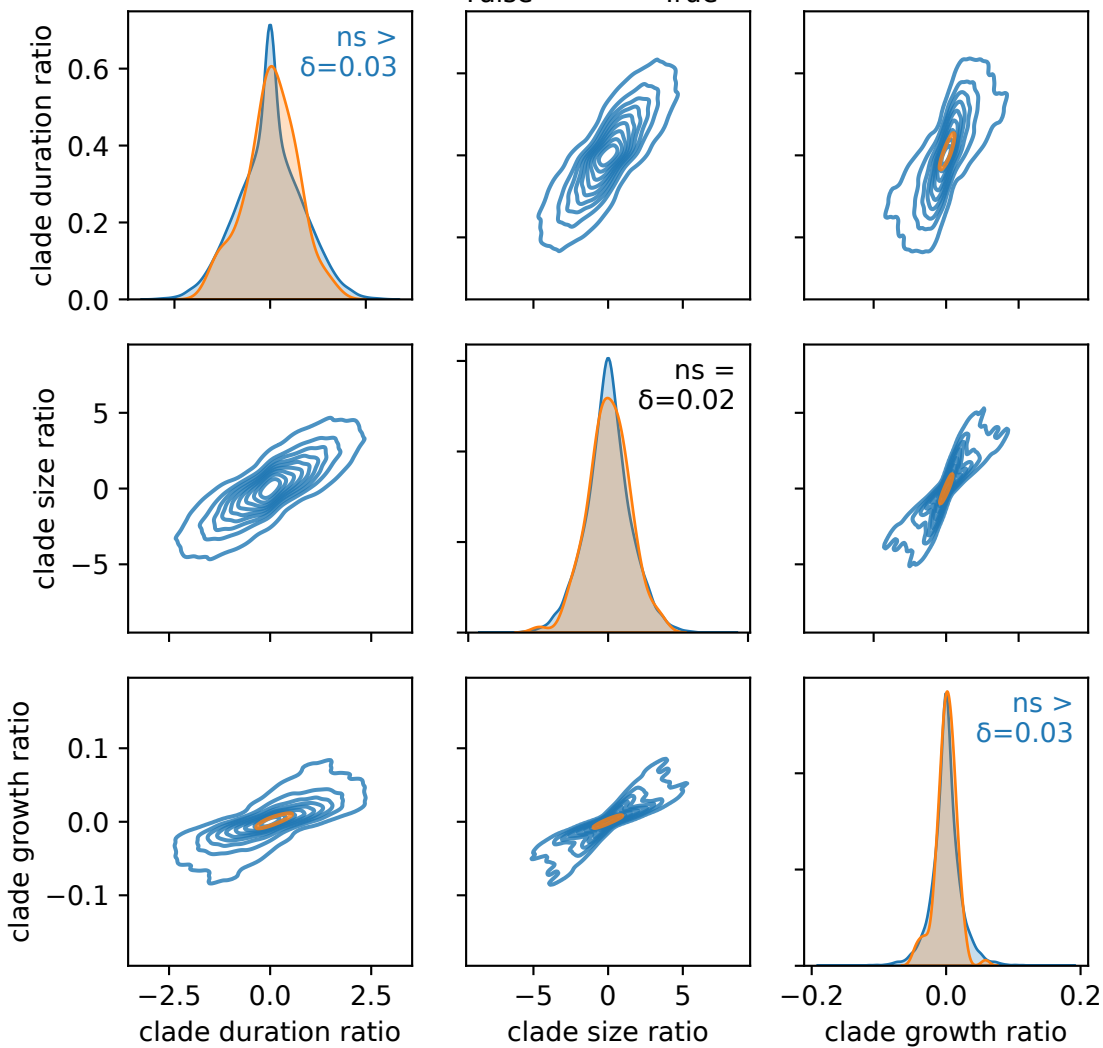 clade duration ratio
0.6
0.4
0.2
0.0
ns >
δ=0.03
clade size ratio
5
0
−5
ns =
δ=0.02
clade growth ratio
0.1
0.0
−0.1
ns >
δ=0.03
−2.5 0.0 2.5
−5 0 5
−0.2 0.0 0.2
clade duration ratio
clade size ratio
clade growth ratio